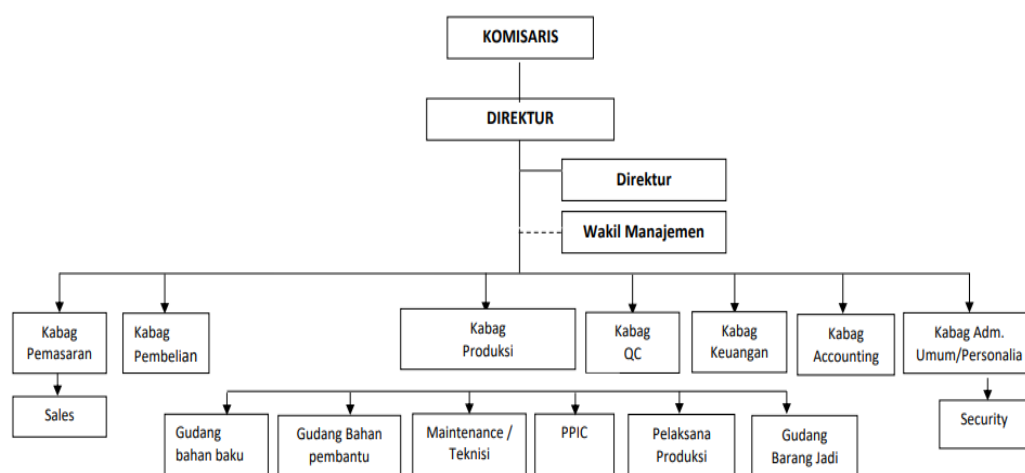 KOMISARIS
DIREKTUR
Direktur
Wakil Manajemen
Kabag
Pemasaran
Kabag
Pembelian
Kabag
Produksi
Kabag
QC
Kabag
Keuangan
Kabag
Accounting
Kabag Adm.
Umum/Personalia
Sales
Security
Gudang
bahan baku
Gudang Bahan
pembantu
Maintenance /
Teknisi
PPIC
Pelaksana
Produksi
Gudang
Barang Jadi